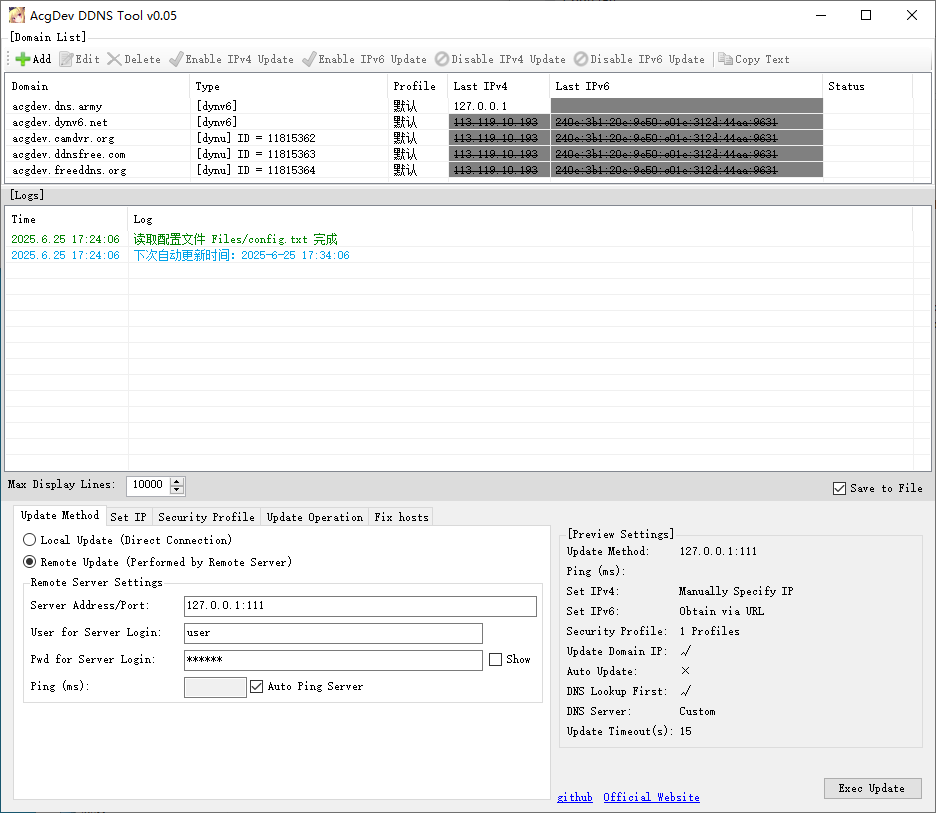 AcgDev DDNS Tool v0.05
[Domain List]
Add Edit Delete Enable IPv4 Update Enable IPv6 Update Disable IPv4 Update Disable IPv6 Update Copy Text
Domain Type Profile Last IPv4 Last IPv6 Status
acgdev.dns.army [dynv6] 默认 127.0.0.1
acgdev.dynv6.net [dynv6] 默认 113.119.10.193 240e:3b1:20e:9c50:c01e:312d:44aa:9631
acgdev.camdvr.org [dynu] ID = 11815362 默认 113.119.10.193 240e:3b1:20e:9c50:c01e:312d:44aa:9631
acgdev.ddnsfree.com [dynu] ID = 11815363 默认 113.119.10.193 240e:3b1:20e:9c50:c01e:312d:44aa:9631
acgdev.freeddns.org [dynu] ID = 11815364 默认 113.119.10.193 240e:3b1:20e:9c50:c01e:312d:44aa:9631
[Logs]
Time Log
2025.6.25 17:24:06 读取配置文件 Files/config.txt 完成
2025.6.25 17:24:06 下次自动更新时间：2025-6-25 17:34:06
Max Display Lines: 10000
Save to File
Update Method Set IP Security Profile Update Operation Fix hosts
Local Update (Direct Connection)
Remote Update (Performed by Remote Server)
Remote Server Settings
Server Address/Port: 127.0.0.1:111
User for Server Login: user
Pwd for Server Login: ****** Show
Ping (ms): Auto Ping Server
[Preview Settings]
Update Method: 127.0.0.1:111
Ping (ms):
Set IPv4: Manually Specify IP
Set IPv6: Obtain via URL
Security Profile: 1 Profiles
Update Domain IP: √
Auto Update: ×
DNS Lookup First: √
DNS Server: Custom
Update Timeout(s): 15
github Official Website
Exec Update